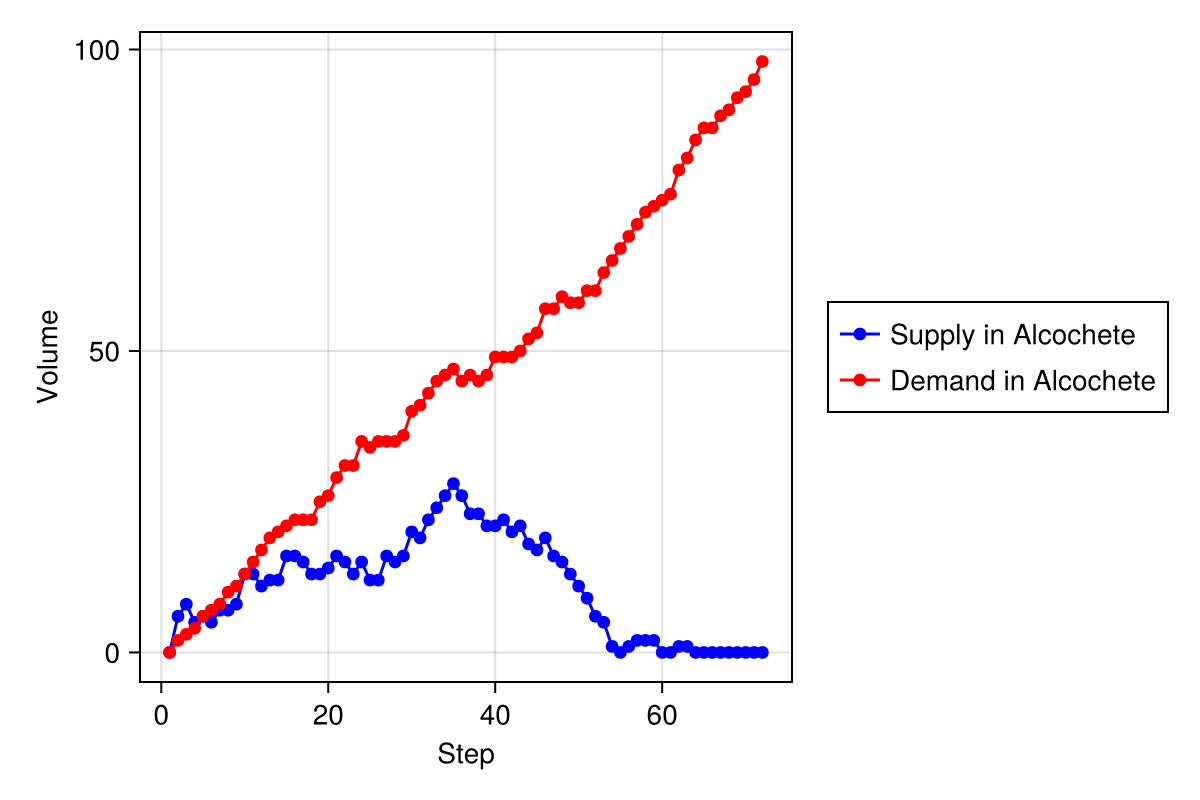 100
50
0
Volume
0 20 40 60
Step
Supply in Alcochete
Demand in Alcochete